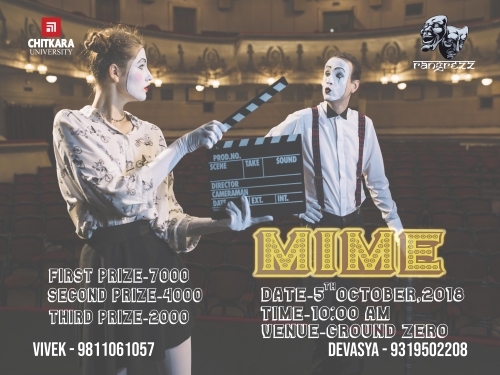 CHITKARA
UNIVERSITY
RANGREZZ
PROD.NO.
SCENE TAKE SOUND
DIRECTOR
CAMERAMAN
DATE EXT. INT.
MIME
FIRST PRIZE-7000
SECOND PRIZE-4000
THIRD PRIZE-2000
DATE-5TH OCTOBER,2018
TIME-10:00 AM
VENUE-GROUND ZERO
VIVEK - 9811061057
DEVASYA - 9319502208